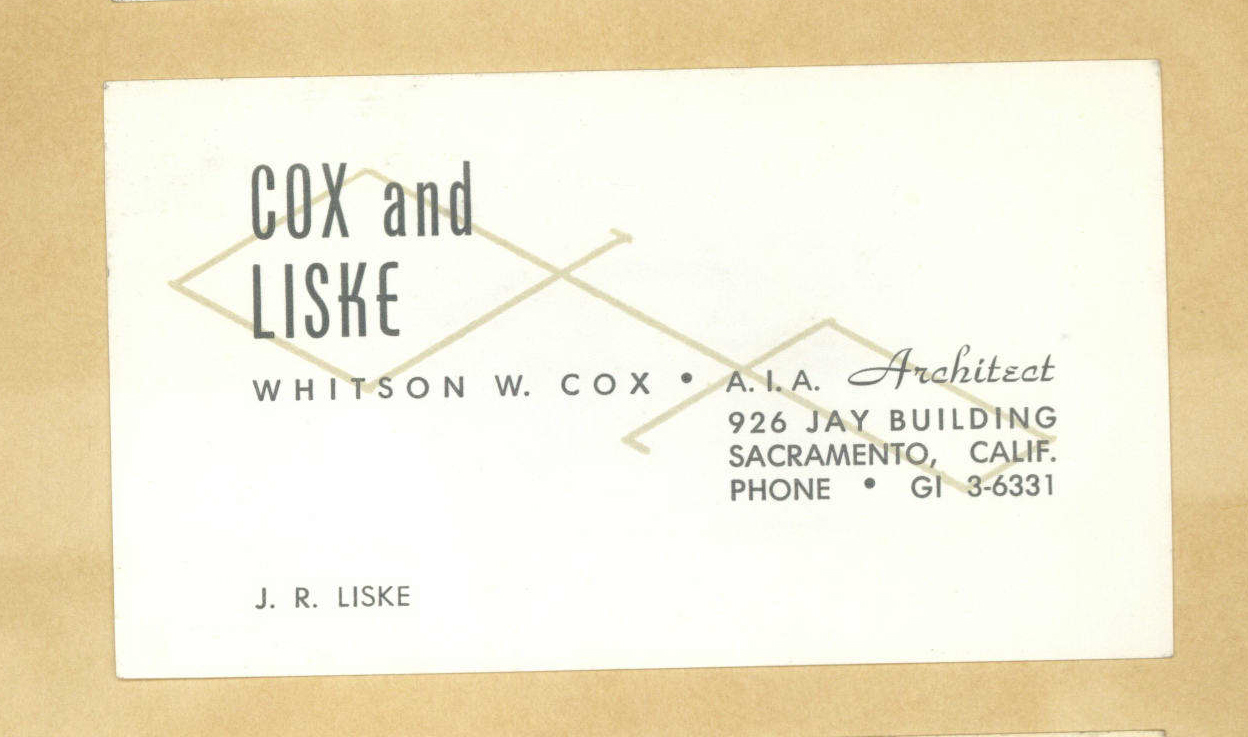 COX and
LISKE
WHITSON W. COX • A.I.A. Architect
926 JAY BUILDING
SACRAMENTO, CALIF.
PHONE • GI 3-6331
J. R. LISKE